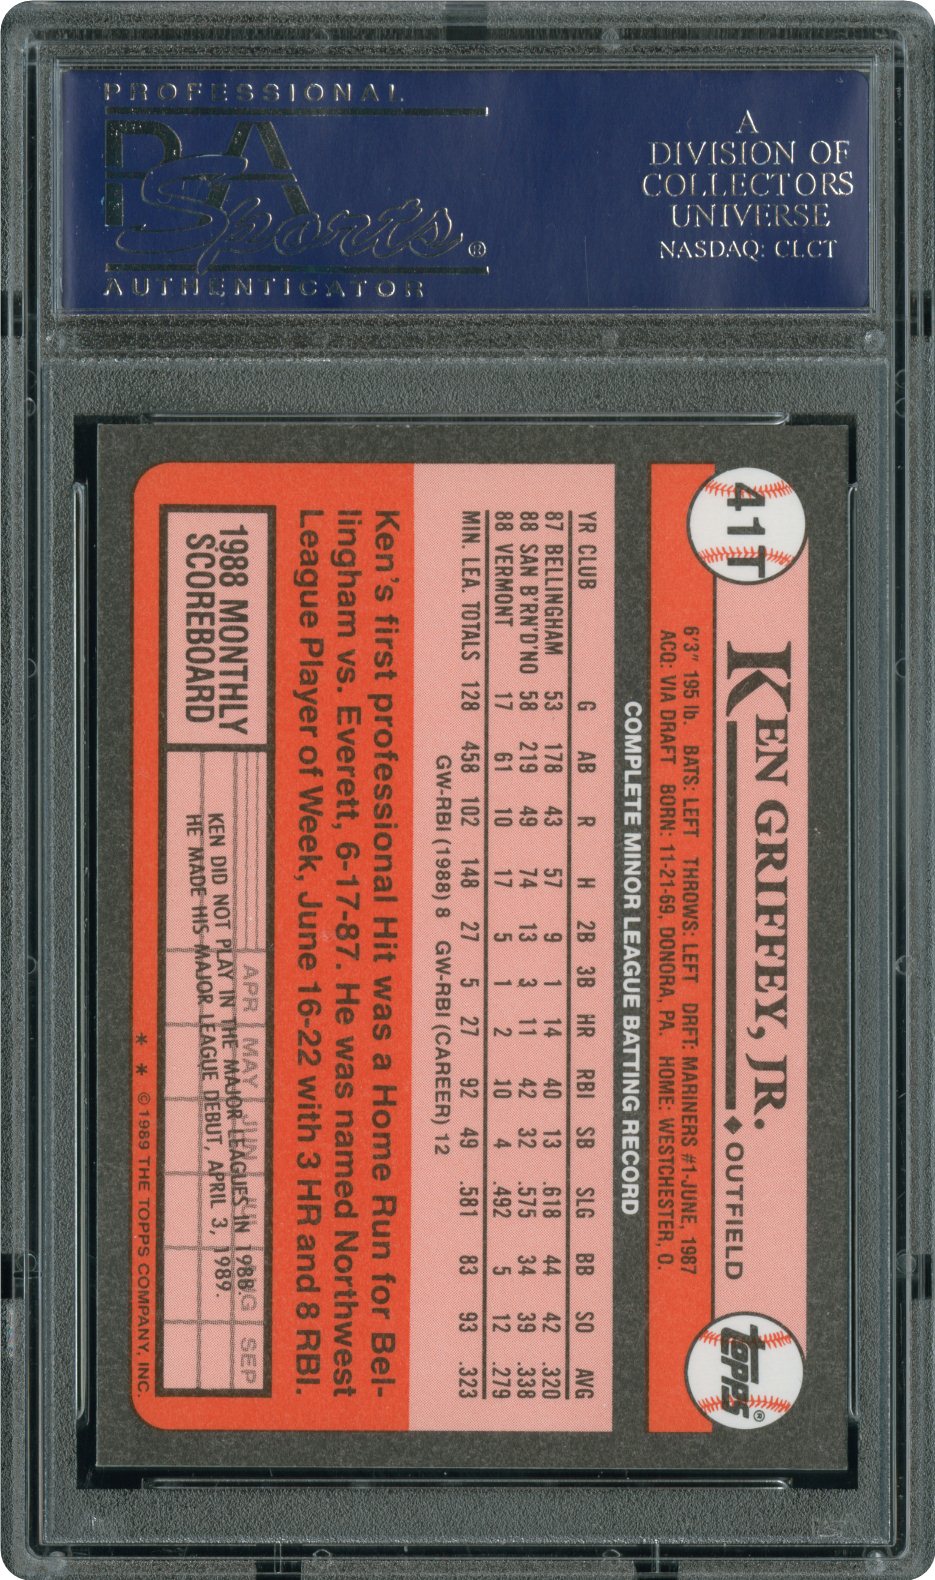 PROFESSIONAL
PSA
Sports®
AUTHENTICATOR
A
DIVISION OF
COLLECTORS
UNIVERSE
NASDAQ: CLCT
41T
KEN GRIFFEY, JR. ◆ OUTFIELD
topps®
6'3" 195 lb. BATS: LEFT THROWS: LEFT DRFT: MARINERS #1-JUNE, 1987
ACQ: VIA DRAFT BORN: 11-21-69, DONORA, PA. HOME: WESTCHESTER, O.
COMPLETE MINOR LEAGUE BATTING RECORD
YR CLUB G AB R H 2B 3B HR RBI SB SLG BB SO AVG
87 BELLINGHAM 53 178 43 57 9 1 14 40 13 .618 44 42 .320
88 SAN B'RN'D'NO 58 219 49 74 13 3 11 42 32 .575 34 39 .338
88 VERMONT 17 61 10 17 5 1 2 10 4 .492 5 12 .279
MIN. LEA. TOTALS 128 458 102 148 27 5 27 92 49 .581 83 93 .323
GW-RBI (1988) 8 GW-RBI (CAREER) 12
Ken's first professional Hit was a Home Run for Bel-
lingham vs. Everett, 6-17-87. He was named Northwest
League Player of Week, June 16-22 with 3 HR and 8 RBI.
1988 MONTHLY
SCOREBOARD
APR MAY JUN JUL AUG SEP
KEN DID NOT PLAY IN THE MAJOR LEAGUES IN 1988.
HE MADE HIS MAJOR LEAGUE DEBUT, APRIL 3, 1989.
* * ©1989 THE TOPPS COMPANY, INC.